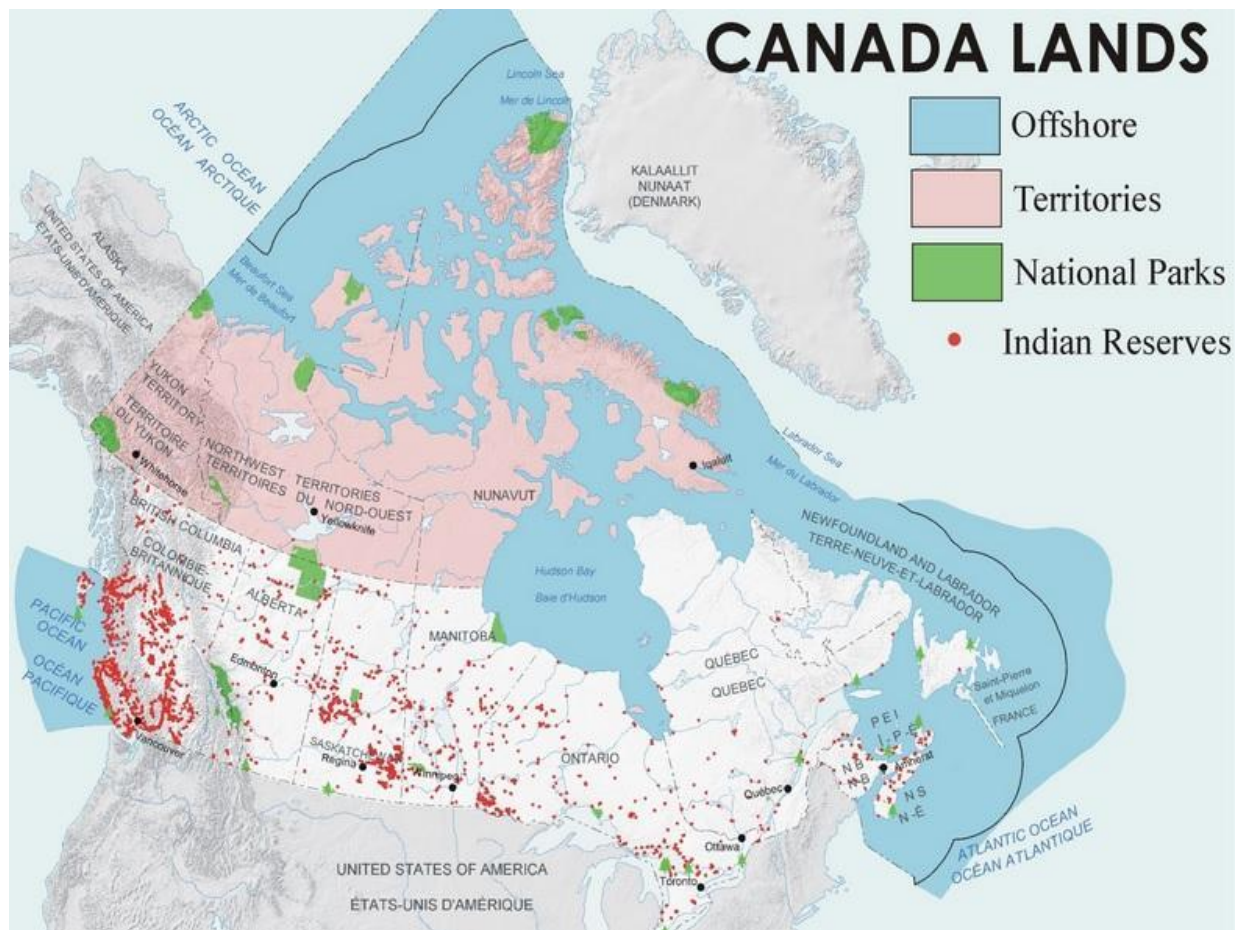 CANADA LANDS
Offshore
Territories
National Parks
Indian Reserves
Lincoln Sea
Mer de Lincoln
ARCTIC OCEAN
OCÉAN ARCTIQUE
KALAALLIT
NUNAAT
(DENMARK)
ALASKA
UNITED STATES OF AMERICA
ÉTATS-UNIS D'AMÉRIQUE
Beaufort Sea
Mer de Beaufort
YUKON
TERRITORY
TERRITOIRE
DU YUKON
Whitehorse
NORTHWEST TERRITORIES
TERRITOIRES DU NORD-OUEST
Yellowknife
NUNAVUT
Iqaluit
Labrador Sea
Mer du Labrador
BRITISH COLUMBIA
COLOMBIE-
BRITANNIQUE
ALBERTA
Hudson Bay
Baie d'Hudson
NEWFOUNDLAND AND LABRADOR
TERRE-NEUVE-ET-LABRADOR
PACIFIC
OCEAN
OCÉAN
PACIFIQUE
MANITOBA
Edmonton
QUÉBEC
QUEBEC
Saint-Pierre
et Miquelon
FRANCE
Vancouver
SASKATCHEWAN
Regina
Winnipeg
ONTARIO
P E I
Î - P - É
Amherst
N B
N-B
N S
N-É
Québec
Ottawa
Toronto
ATLANTIC OCEAN
OCÉAN ATLANTIQUE
UNITED STATES OF AMERICA
ÉTATS-UNIS D'AMÉRIQUE